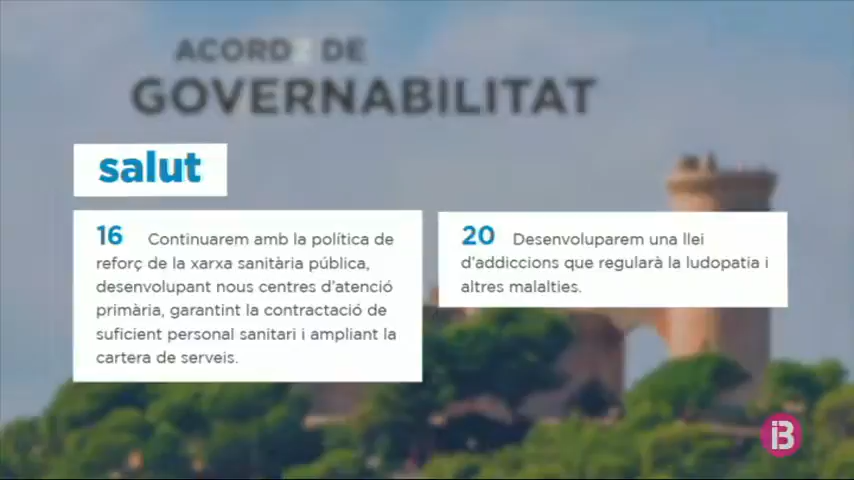 ACORDS DE
GOVERNABILITAT
salut
16 Continuarem amb la política de
reforç de la xarxa sanitària pública,
desenvolupant nous centres d'atenció
primària, garantint la contractació de
suficient personal sanitari i ampliant la
cartera de serveis.
20 Desenvoluparem una llei
d'addiccions que regularà la ludopatia i
altres malalties.
IB